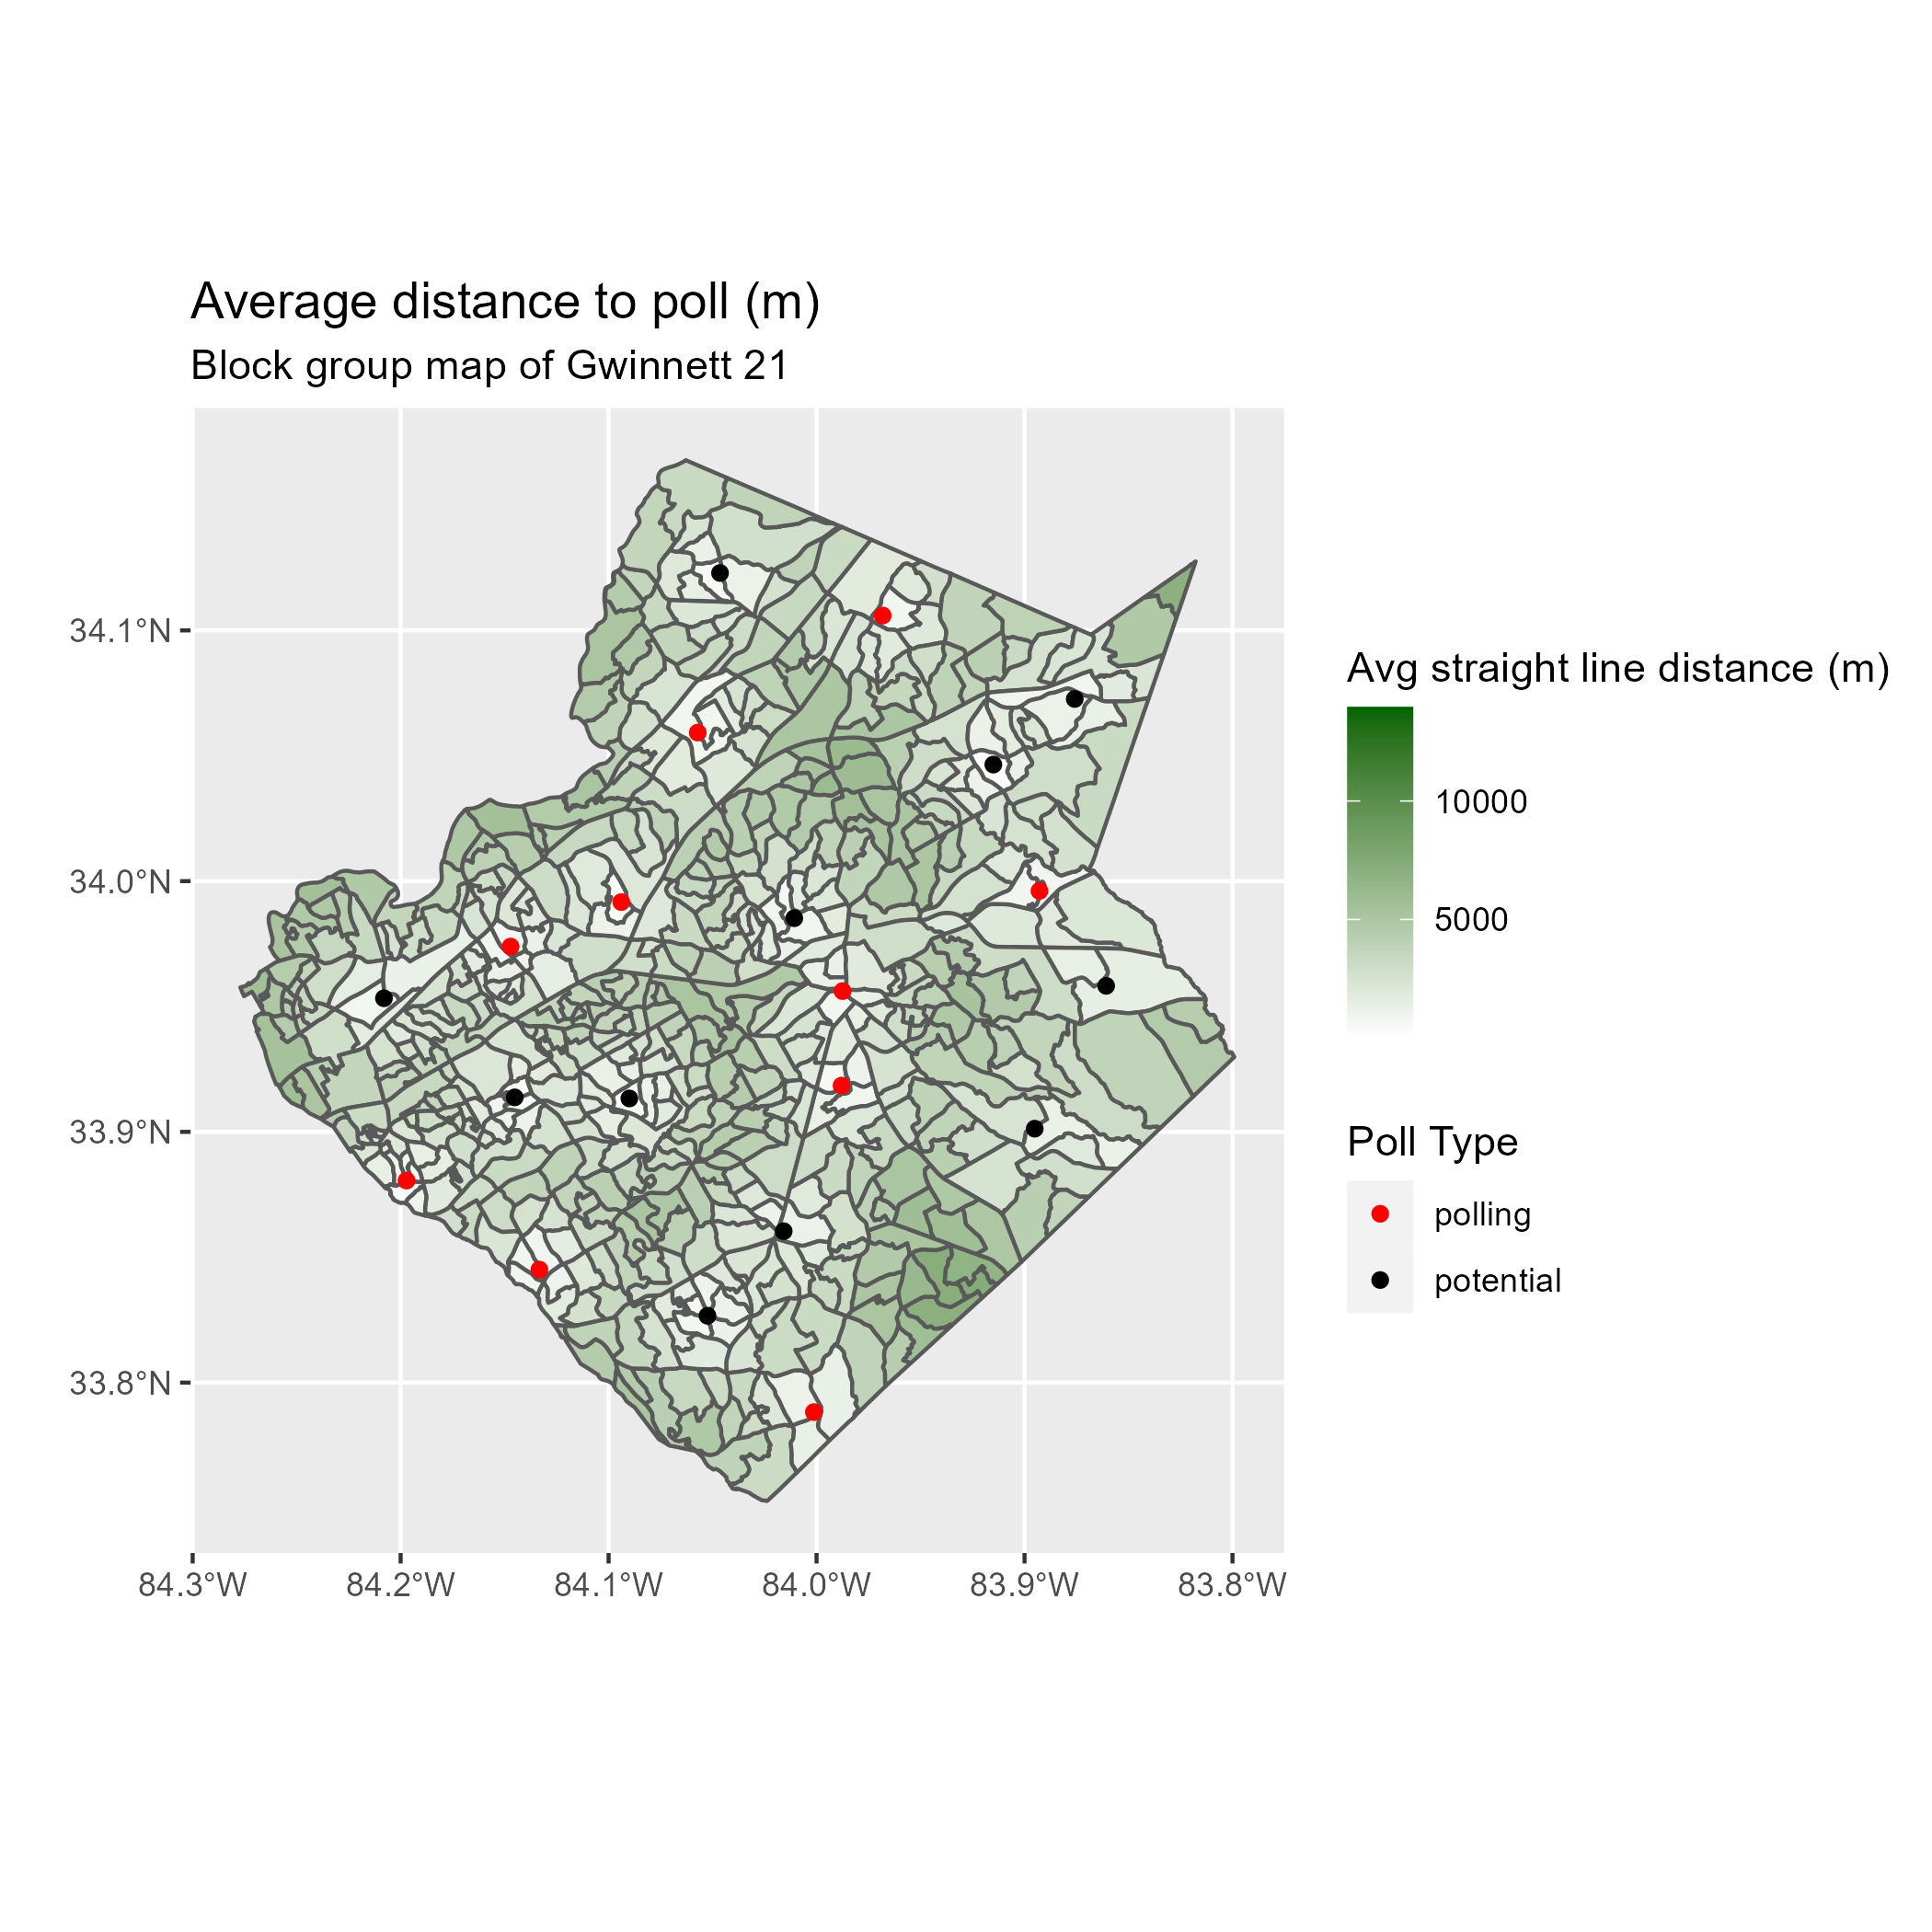 Average distance to poll (m)
Block group map of Gwinnett 21
34.1°N
34.0°N
33.9°N
33.8°N
84.3°W
84.2°W
84.1°W
84.0°W
83.9°W
83.8°W
Avg straight line distance (m)
10000
5000
Poll Type
polling
potential